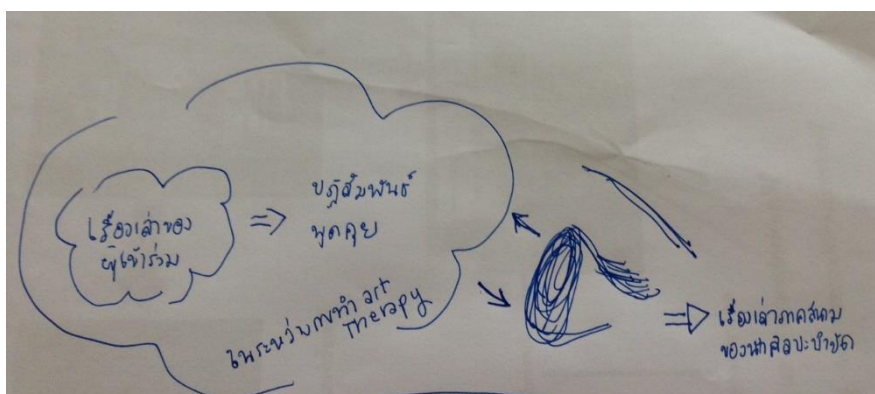 เรื่องเล่าของ
ผู้เข้าร่วม
ปฏิสัมพันธ์
พูดคุย
ในระหว่างการทำ art
Therapy
เรื่องเล่าภาคสนาม
ของนักศิลปะบำบัด